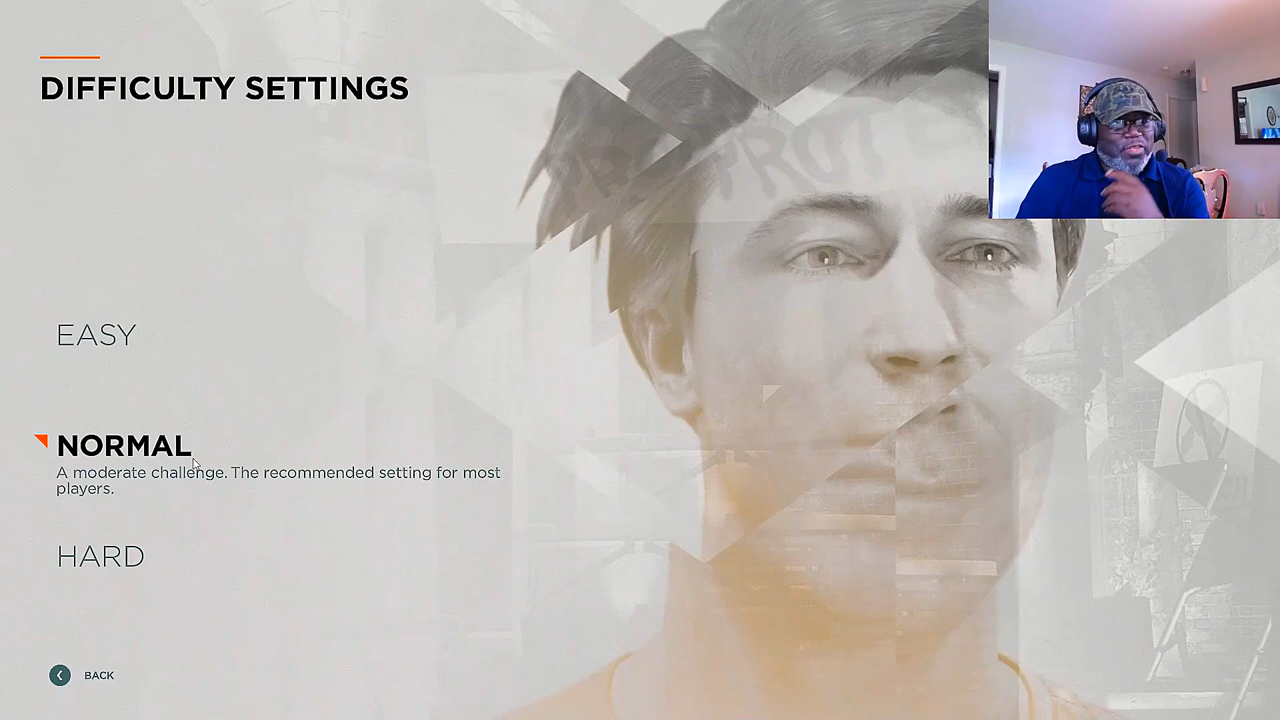 DIFFICULTY SETTINGS
EASY
NORMAL
A moderate challenge. The recommended setting for most
players.
HARD
BACK